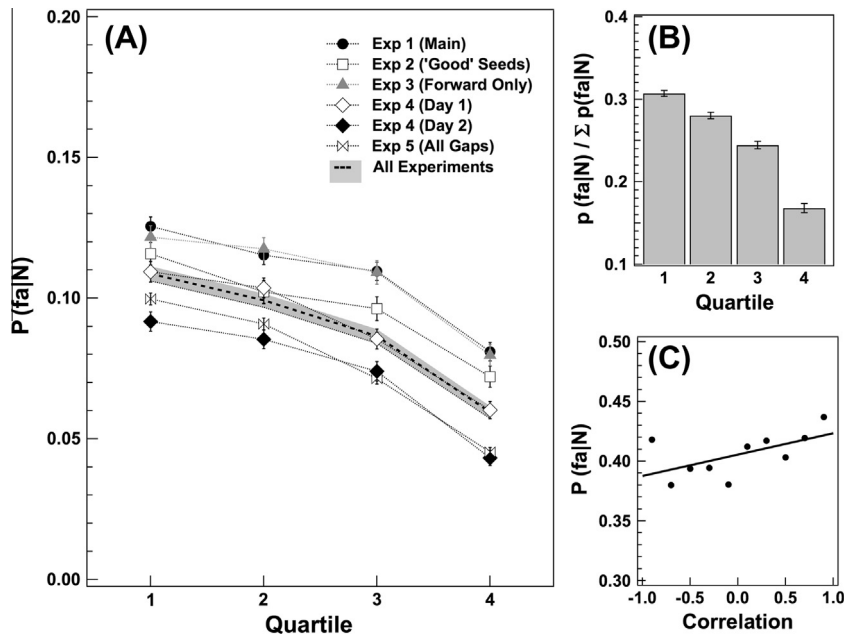 (A)
P (fa|N)
0.20
0.15
0.10
0.05
0.00
Exp 1 (Main)
Exp 2 ('Good' Seeds)
Exp 3 (Forward Only)
Exp 4 (Day 1)
Exp 4 (Day 2)
Exp 5 (All Gaps)
All Experiments
1 2 3 4
Quartile
(B)
p (fa|N) / Σ p(fa|N)
0.4
0.3
0.2
0.1
1 2 3 4
Quartile
(C)
P (fa|N)
0.50
0.45
0.40
0.35
0.30
-1.0 -0.5 0.0 0.5 1.0
Correlation